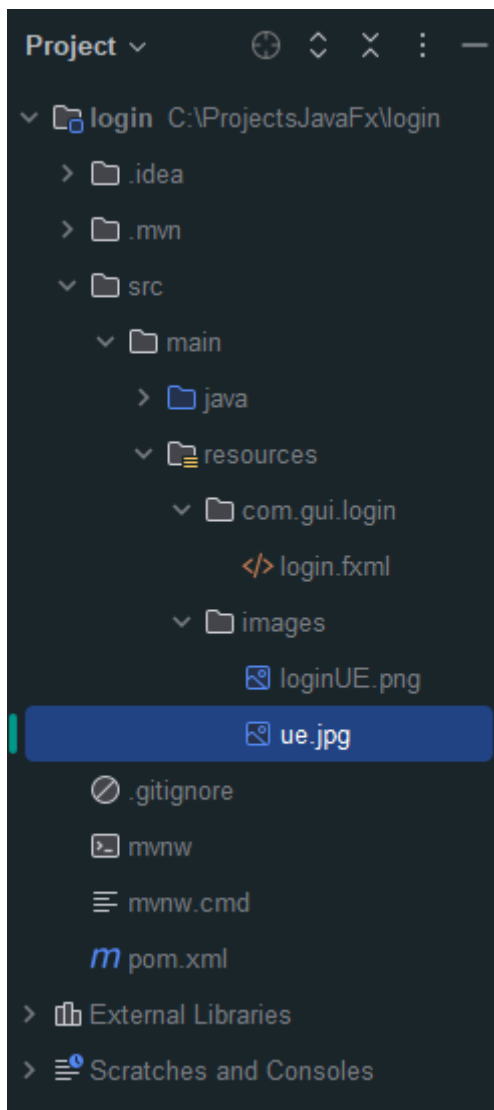 Project
login C:\ProjectsJavaFx\login
.idea
.mvn
src
main
java
resources
com.gui.login
</> login.fxml
images
loginUE.png
ue.jpg
.gitignore
mvnw
mvnw.cmd
m pom.xml
External Libraries
Scratches and Consoles